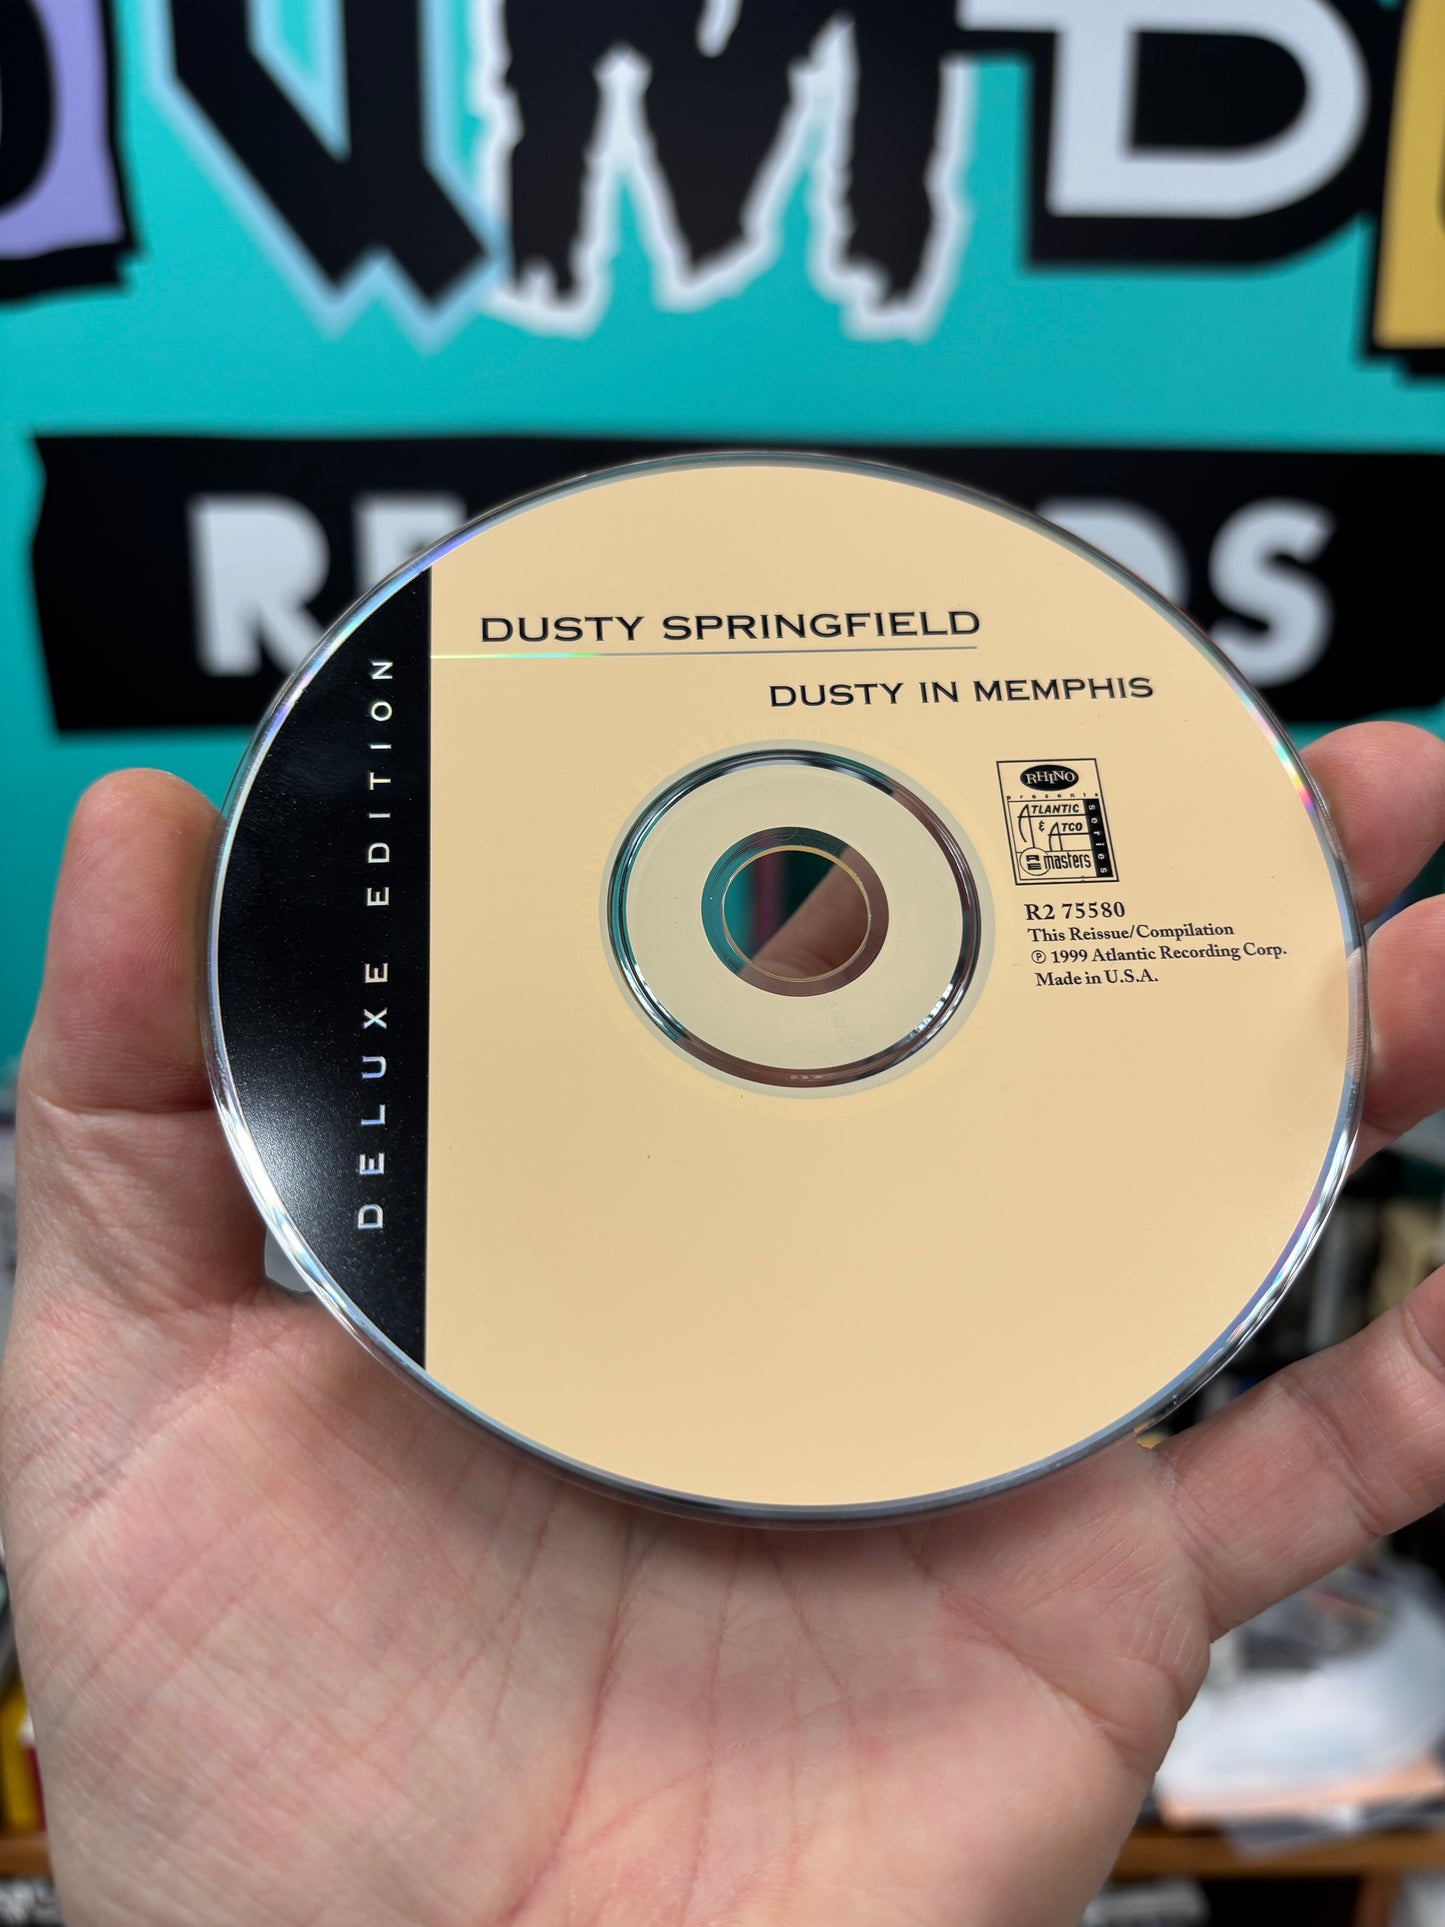 DUSTY SPRINGFIELD
DUSTY IN MEMPHIS
DELUXE EDITION
RHINO
presents
ATLANTIC
& ATCO
masters
series
R2 75580
This Reissue/Compilation
℗ 1999 Atlantic Recording Corp.
Made in U.S.A.